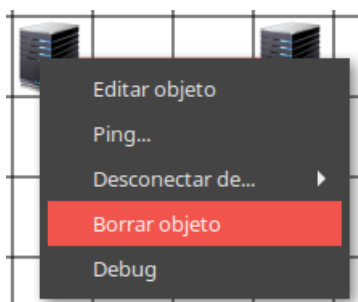 Editar objeto
Ping...
Desconectar de...
Borrar objeto
Debug